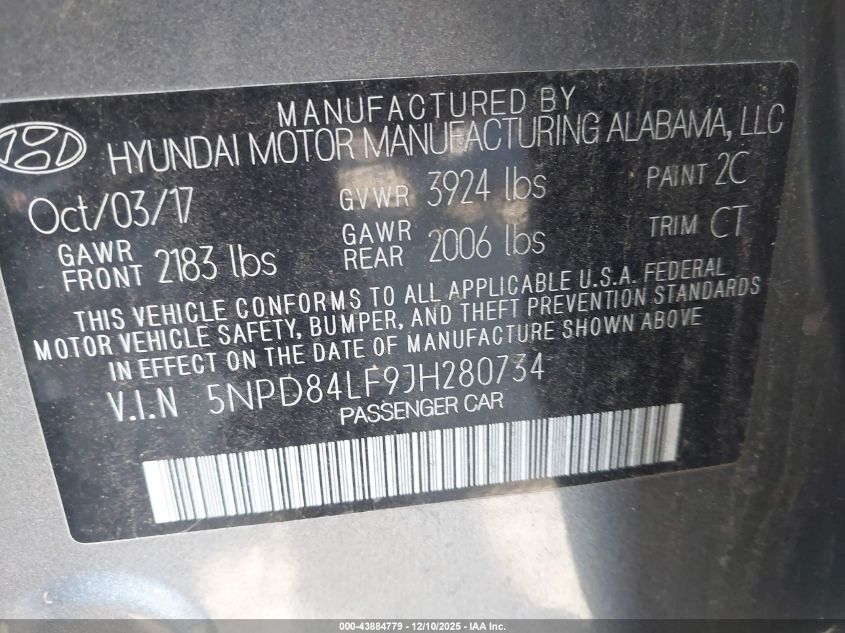 MANUFACTURED BY
HYUNDAI MOTOR MANUFACTURING ALABAMA, LLC
Oct/03/17 GVWR 3924 lbs PAINT 2C
GAWR FRONT 2183 lbs GAWR REAR 2006 lbs TRIM CT
THIS VEHICLE CONFORMS TO ALL APPLICABLE U.S.A. FEDERAL
MOTOR VEHICLE SAFETY, BUMPER, AND THEFT PREVENTION STANDARDS
IN EFFECT ON THE DATE OF MANUFACTURE SHOWN ABOVE
V.I.N 5NPD84LF9JH280734
PASSENGER CAR
000-43884779 - 12/10/2025 - IAA Inc.